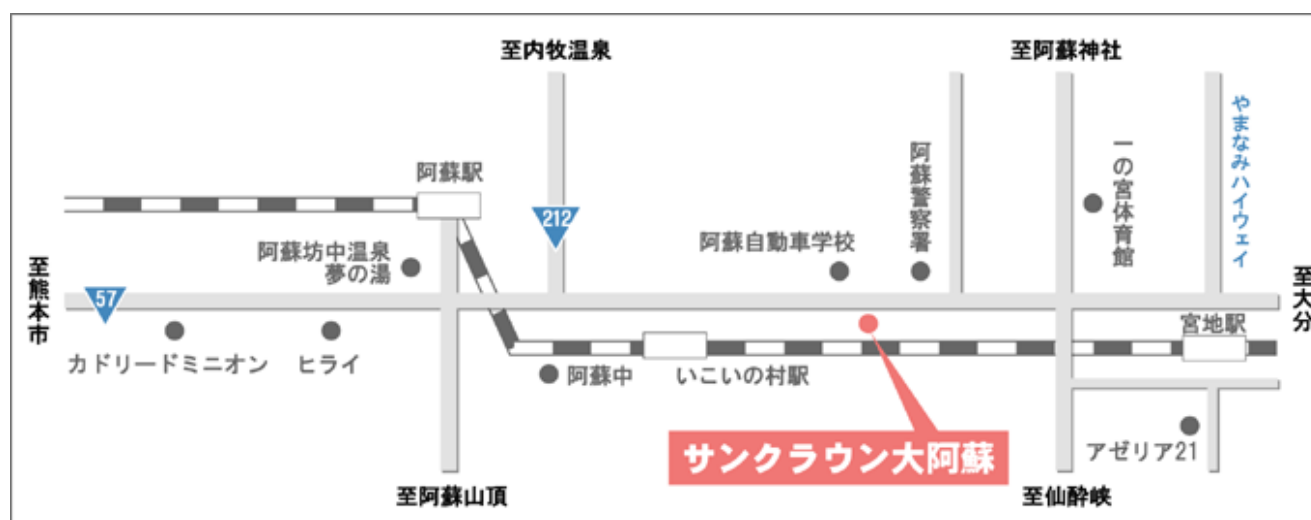 至内牧温泉
至阿蘇神社
やまなみハイウェイ
阿蘇駅
一の宮体育館
阿蘇警察署
212
阿蘇自動車学校
阿蘇坊中温泉
夢の湯
至熊本市
57
至大分
宮地駅
カドリードミニオン
ヒライ
阿蘇中
いこいの村駅
サンクラウン大阿蘇
アゼリア21
至阿蘇山頂
至仙酔峡